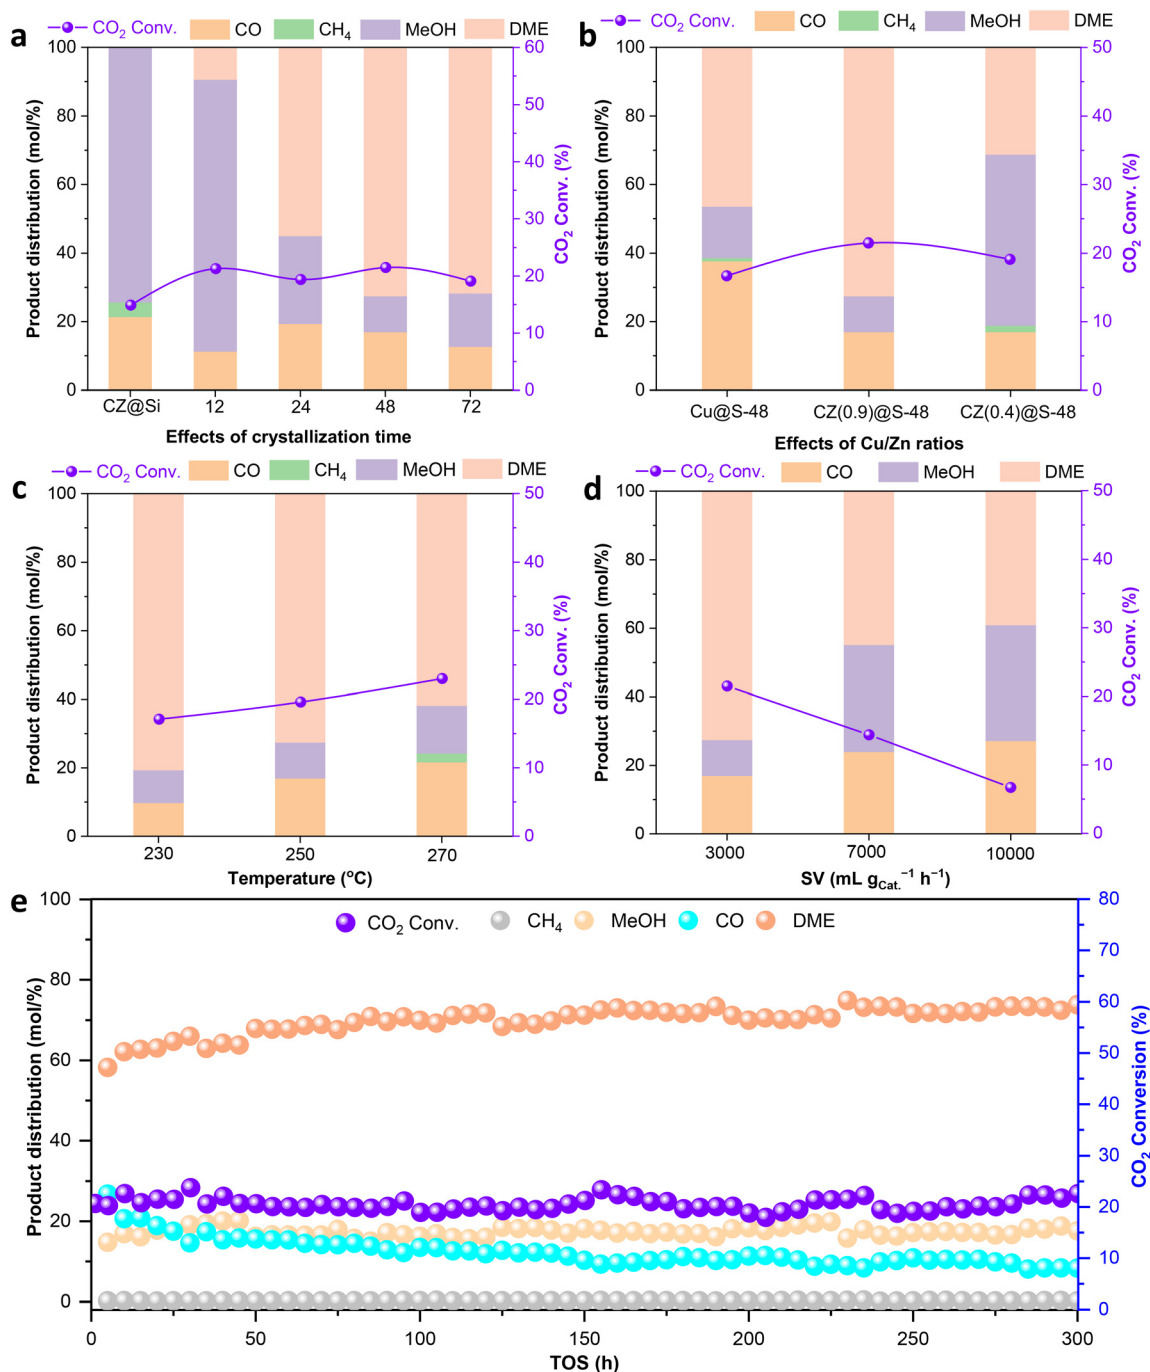 a
CO₂ Conv. CO CH₄ MeOH DME
Product distribution (mol/%)
100
80
60
40
20
0
CZ@Si 12 24 48 72
Effects of crystallization time
60
50
40
30
20
10
0
CO₂ Conv. (%)
b
CO₂ Conv. CO CH₄ MeOH DME
Product distribution (mol/%)
100
80
60
40
20
0
Cu@S-48 CZ(0.9)@S-48 CZ(0.4)@S-48
Effects of Cu/Zn ratios
50
40
30
20
10
0
CO₂ Conv. (%)
c
CO₂ Conv. CO CH₄ MeOH DME
Product distribution (mol/%)
100
80
60
40
20
0
230 250 270
Temperature (°C)
50
40
30
20
10
0
CO₂ Conv. (%)
d
CO₂ Conv. CO MeOH DME
Product distribution (mol/%)
100
80
60
40
20
0
3000 7000 10000
SV (mL g_Cat.⁻¹ h⁻¹)
50
40
30
20
10
0
CO₂ Conv. (%)
e
CO₂ Conv. CH₄ MeOH CO DME
Product distribution (mol/%)
100
80
60
40
20
0
0 50 100 150 200 250 300
TOS (h)
80
70
60
50
40
30
20
10
0
CO₂ Conversion (%)